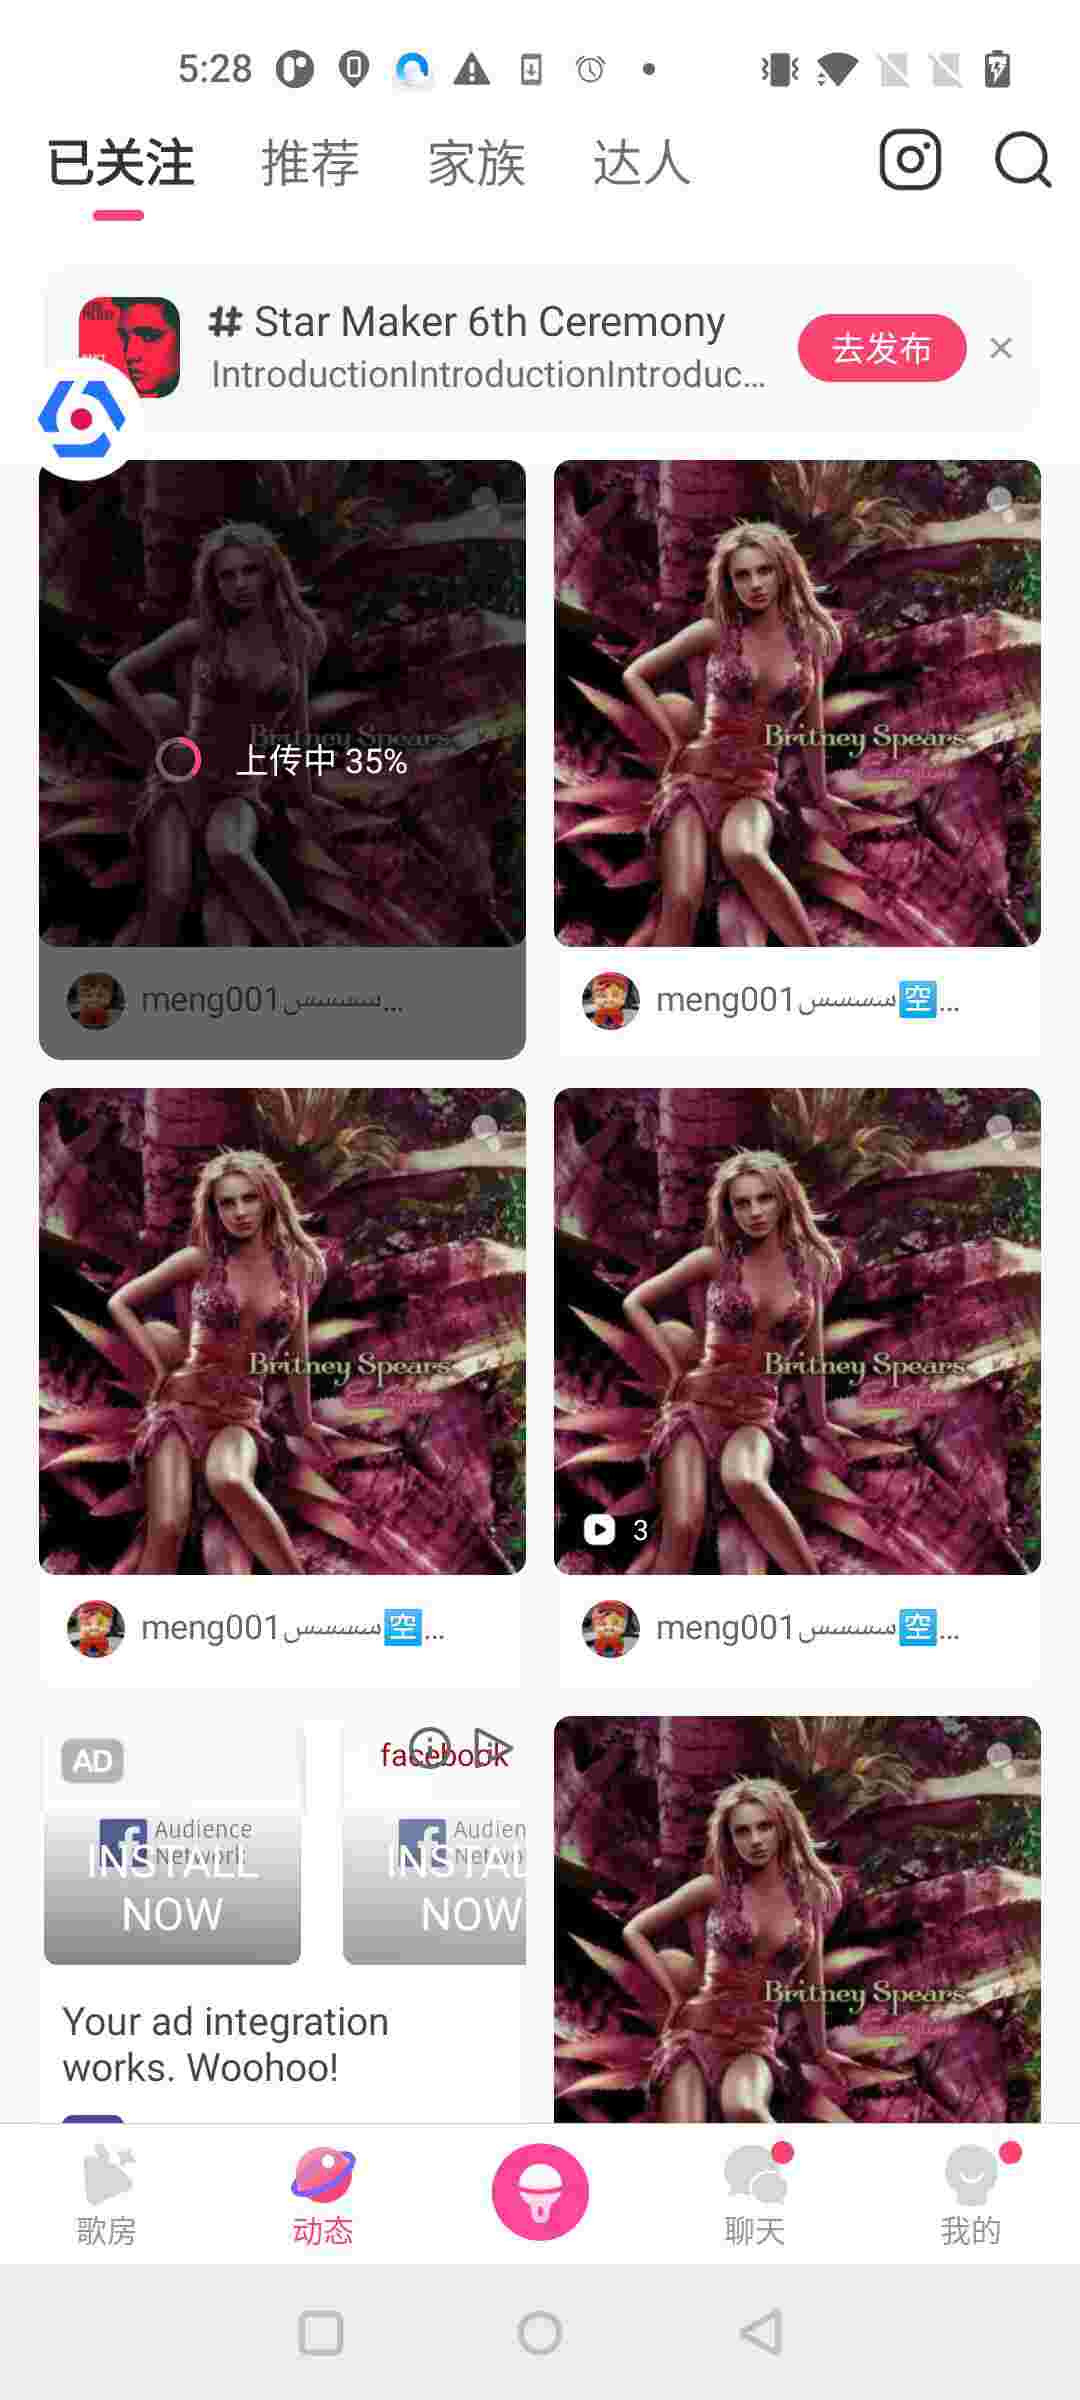 5:28
已关注 推荐 家族 达人
# Star Maker 6th Ceremony
IntroductionIntroductionIntroduc...
去发布
Britney Spears
上传中 35%
Britney Spears
meng001سسسس...
meng001سسسس🈳...
Britney Spears
Britney Spears
3
meng001سسسس🈳...
meng001سسسس🈳...
AD
facebook
Audience
Network
INSTALL
NOW
Audien
Netwo
INSTAL
NOW
Britney Spears
Your ad integration
works. Woohoo!
歌房 动态 聊天 我的